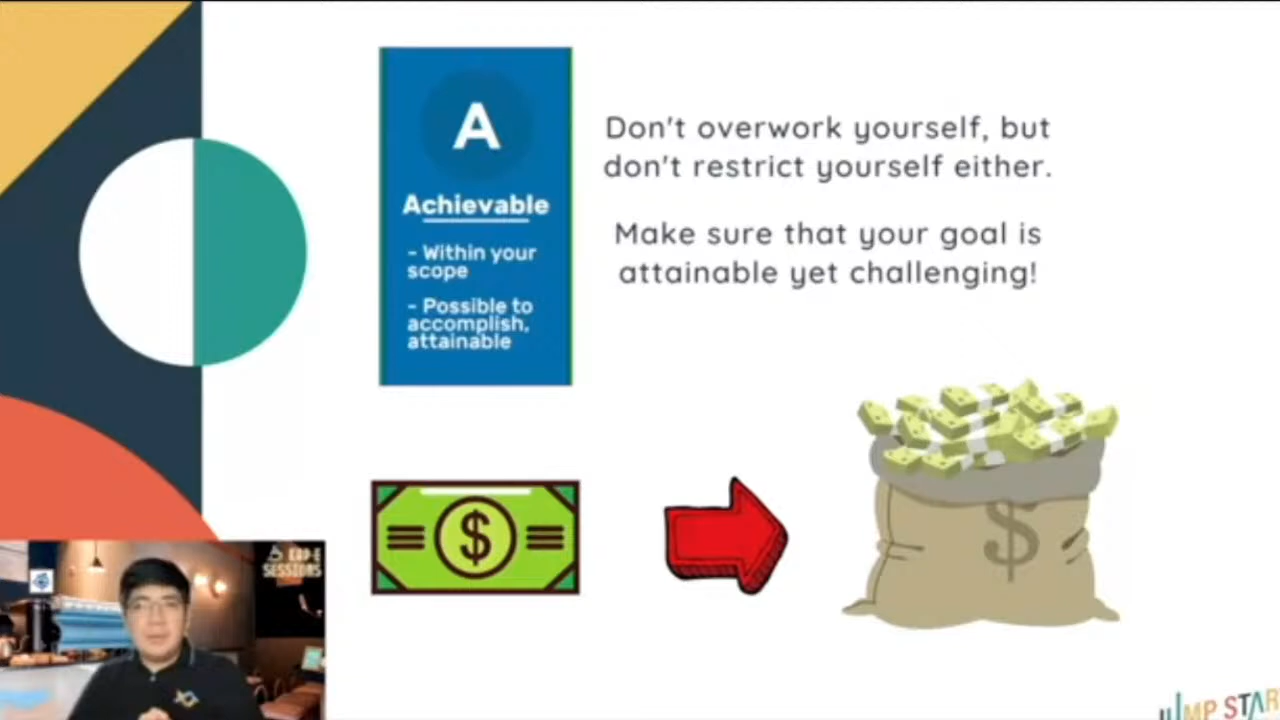 A
Achievable
- Within your
scope
- Possible to
accomplish,
attainable
Don't overwork yourself, but
don't restrict yourself either.
Make sure that your goal is
attainable yet challenging!
$
$
SESSIONS